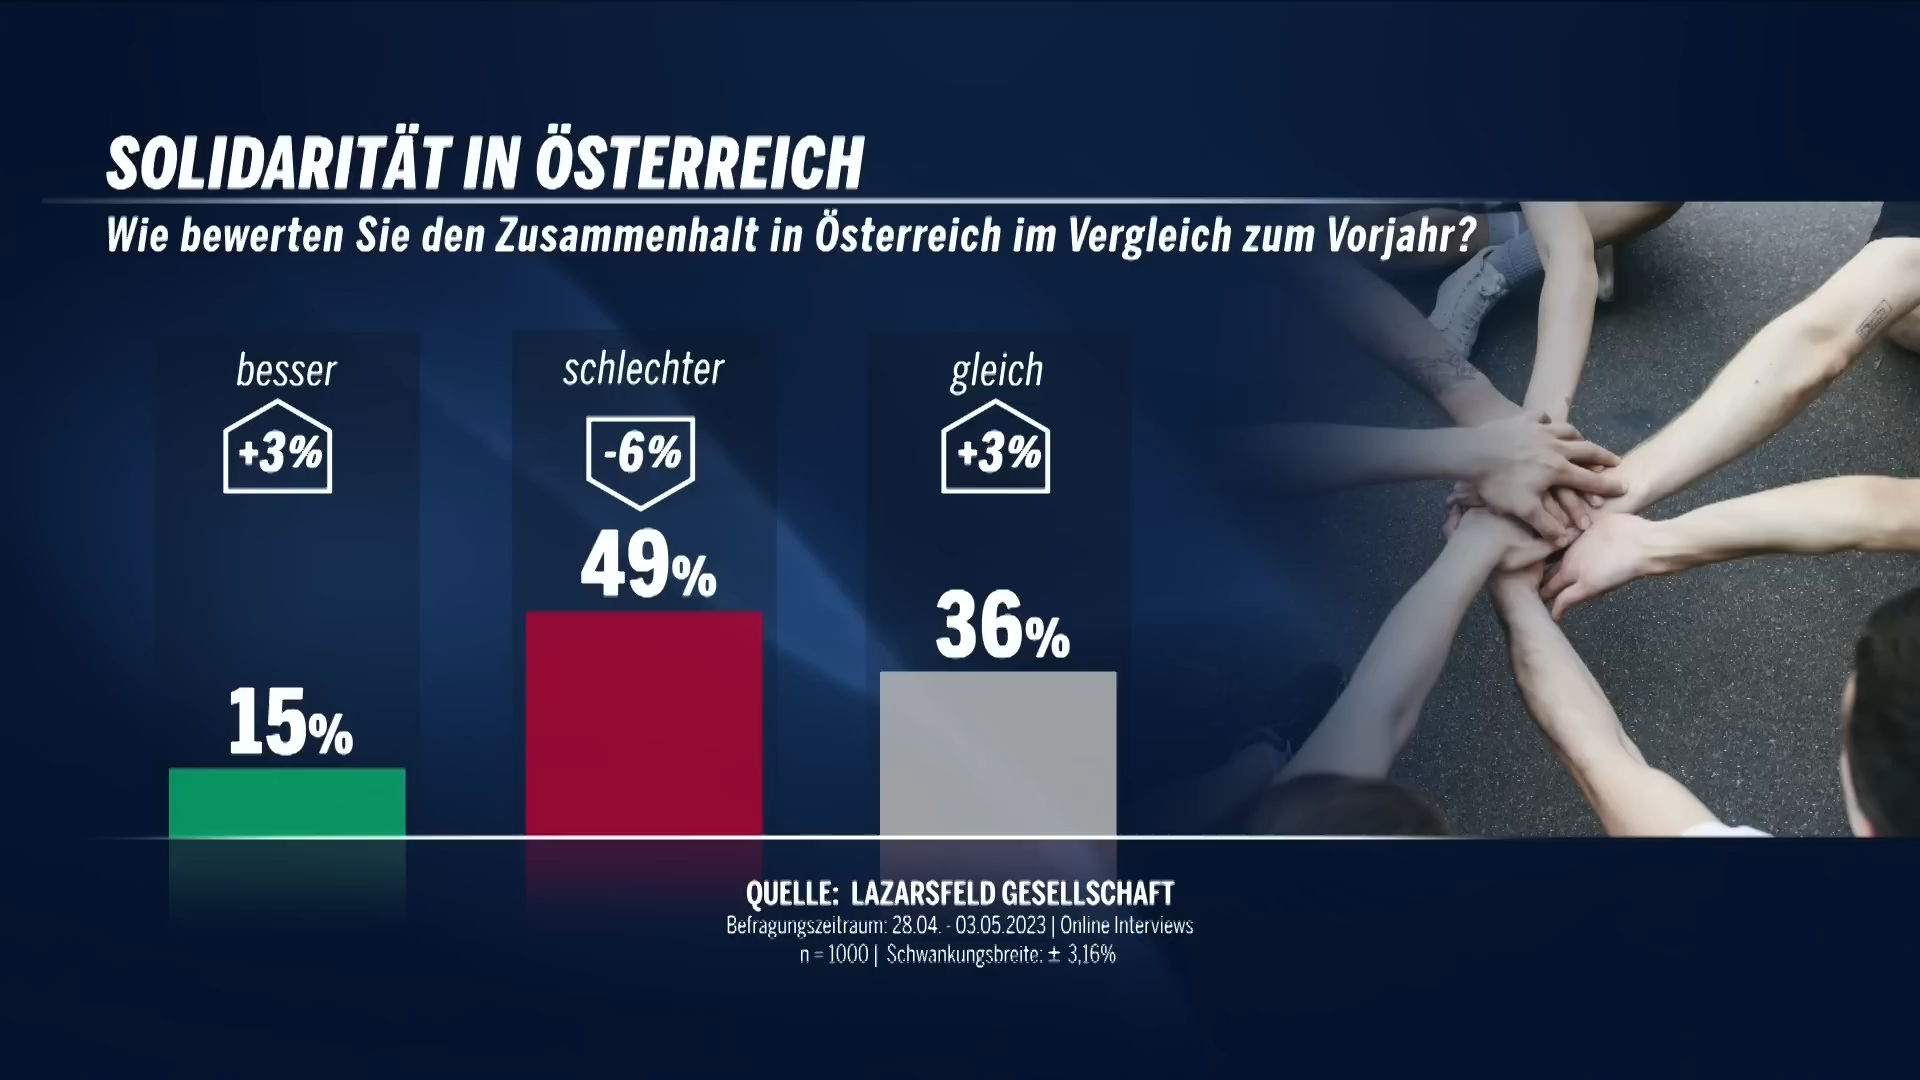 SOLIDARITÄT IN ÖSTERREICH
Wie bewerten Sie den Zusammenhalt in Österreich im Vergleich zum Vorjahr?
besser
+3%
15%
schlechter
-6%
49%
gleich
+3%
36%
QUELLE: LAZARSFELD GESELLSCHAFT
Befragungszeitraum: 28.04. - 03.05.2023 | Online Interviews
n = 1000 | Schwankungsbreite: ± 3,16%